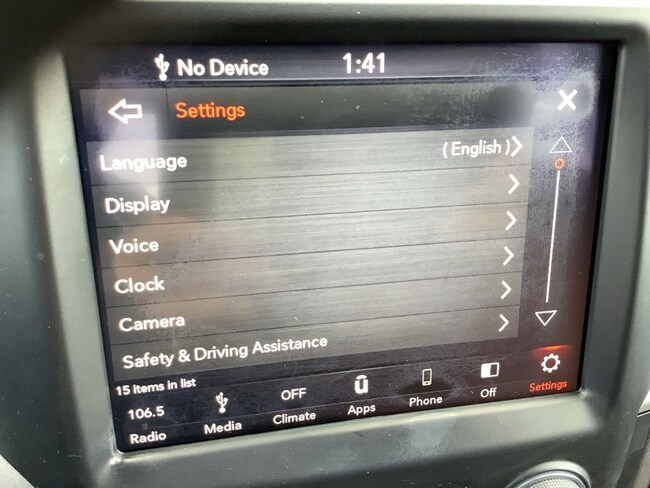 No Device 1:41
Settings X
Language ( English )
Display
Voice
Clock
Camera
Safety & Driving Assistance
15 items in list
106.5 OFF
Radio Media Climate Apps Phone Off Settings